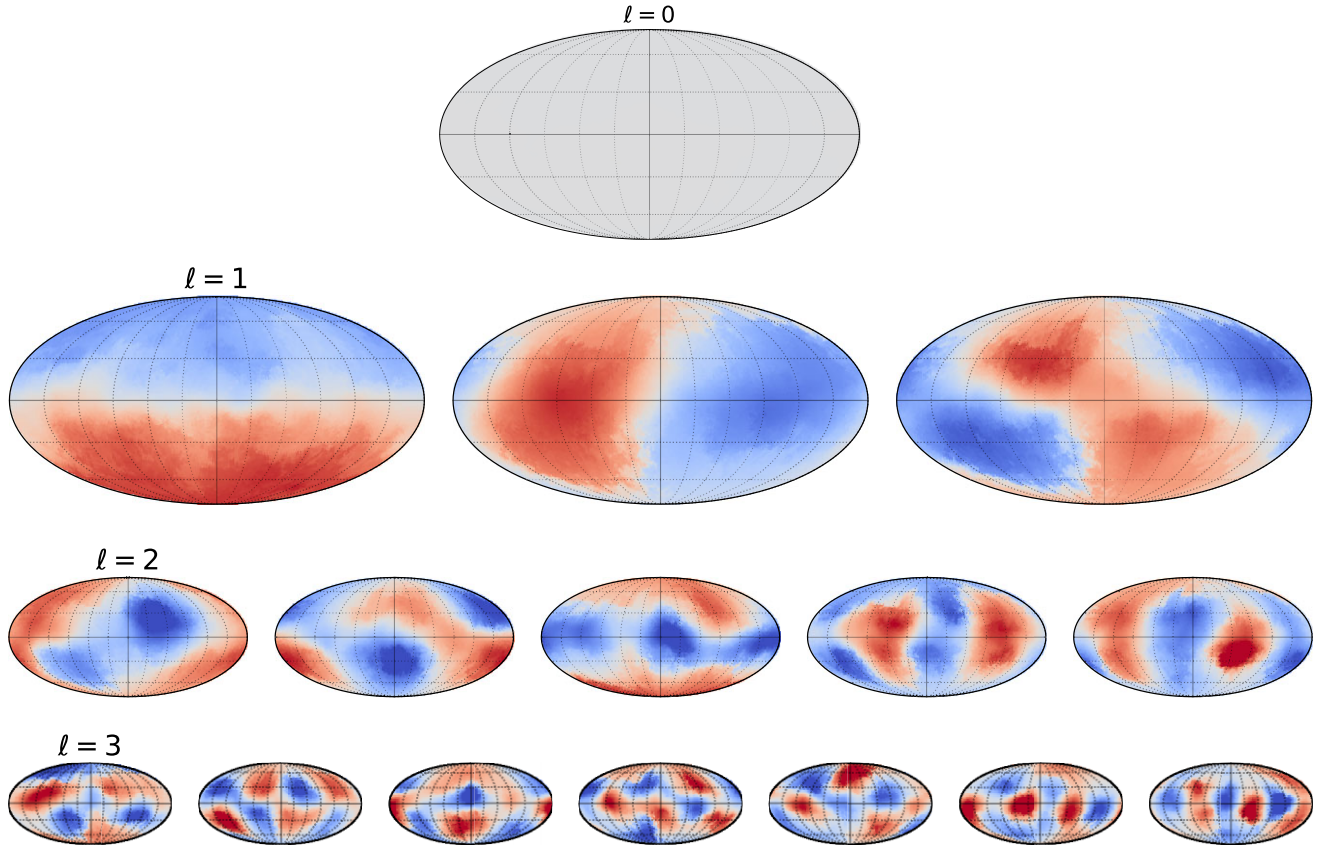 ℓ = 0
ℓ = 1
ℓ = 2
ℓ = 3